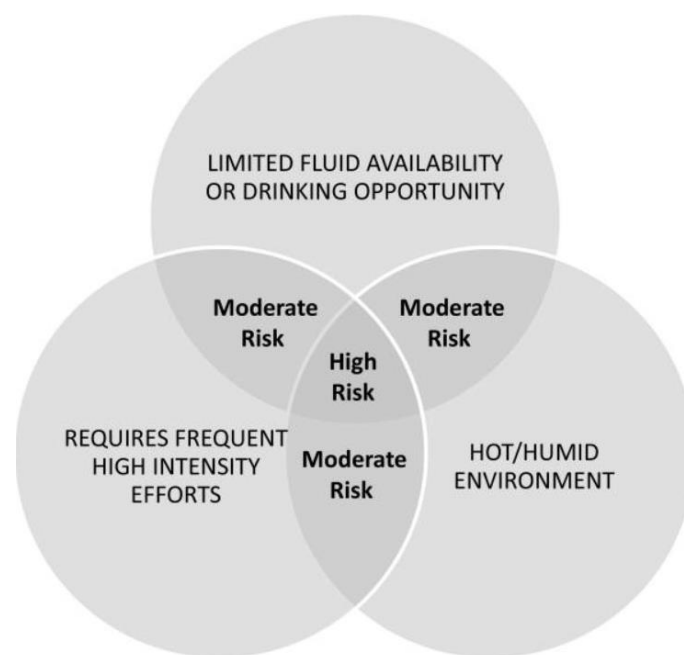 LIMITED FLUID AVAILABILITY
OR DRINKING OPPORTUNITY
Moderate
Risk
Moderate
Risk
High
Risk
REQUIRES FREQUENT
HIGH INTENSITY
EFFORTS
Moderate
Risk
HOT/HUMID
ENVIRONMENT